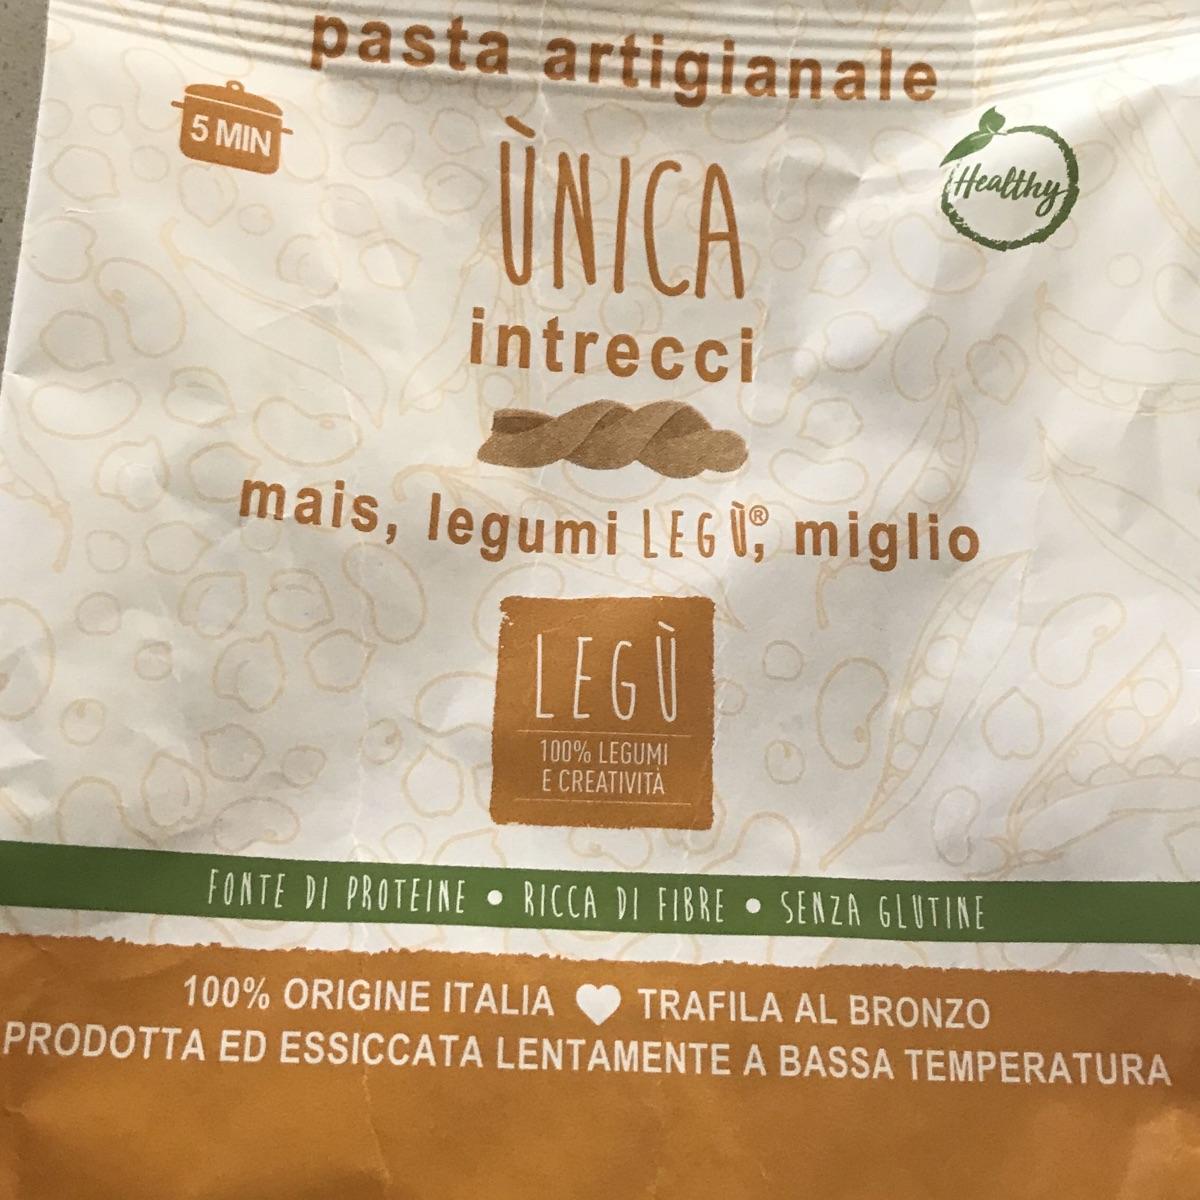 pasta artigianale
5 MIN
Healthy
ÙNICA
intrecci
mais, legumi LEGÙ®, miglio
LEGÙ
100% LEGUMI
E CREATIVITÀ
FONTE DI PROTEINE • RICCA DI FIBRE • SENZA GLUTINE
100% ORIGINE ITALIA ♥ TRAFILA AL BRONZO
PRODOTTA ED ESSICCATA LENTAMENTE A BASSA TEMPERATURA